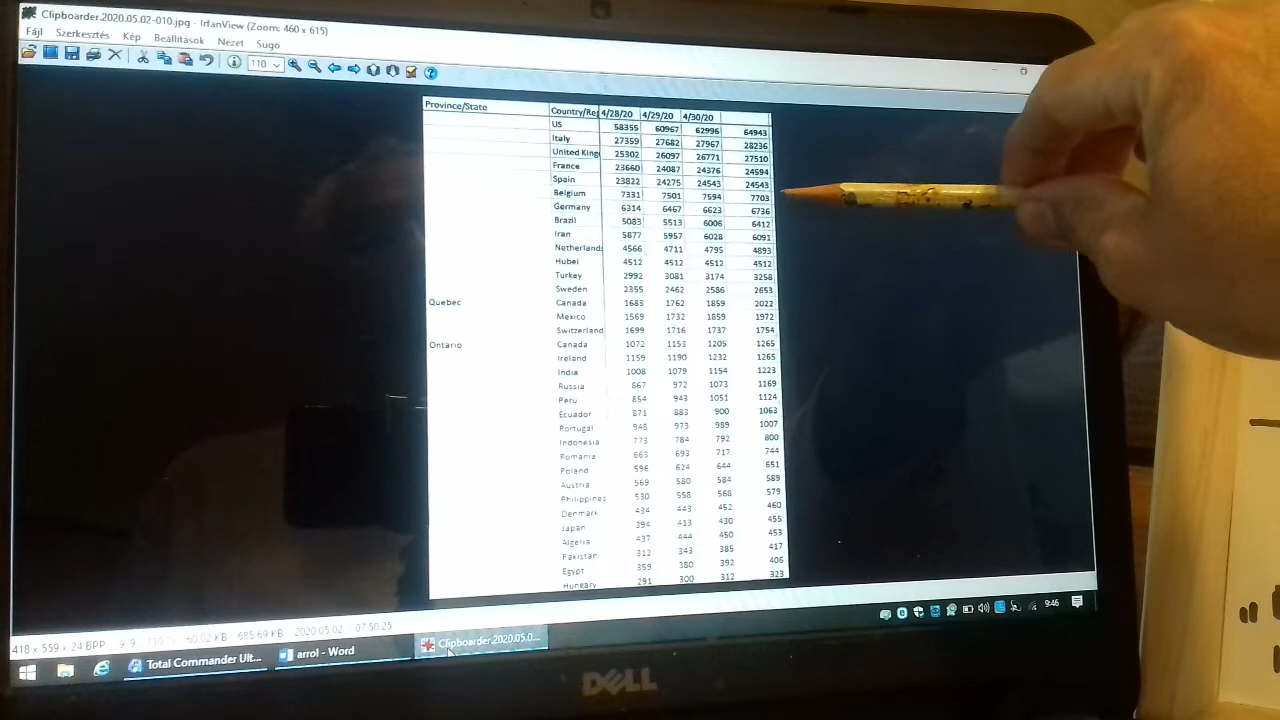 Clipboarder.2020.05.02-010.jpg - IrfanView (Zoom: 460 x 615)
Fájl Szerkesztés Kép Beállítások Nezet Sugo
110
Province/State Country/Reg 4/28/20 4/29/20 4/30/20
US 58355 60967 62996 64943
Italy 27359 27682 27967 28236
United King 25302 26097 26771 27510
France 23660 24087 24376 24594
Spain 23822 24275 24543 24543
Belgium 7331 7501 7594 7703
Germany 6314 6467 6623 6736
Brazil 5083 5513 6006 6412
Iran 5877 5957 6028 6091
Netherlands 4566 4711 4795 4893
Hubei 4512 4512 4512 4512
Turkey 2992 3081 3174 3258
Sweden 2355 2462 2586 2653
Quebec Canada 1683 1762 1859 2022
Mexico 1569 1732 1859 1972
Switzerland 1699 1716 1737 1754
Ontario Canada 1072 1153 1205 1265
Ireland 1159 1190 1232 1265
India 1008 1079 1154 1223
Russia 867 972 1073 1169
Peru 854 943 1051 1124
Ecuador 871 883 900 1063
Portugal 948 973 989 1007
Indonesia 773 784 792 800
Romania 663 693 717 744
Poland 596 624 644 651
Austria 569 580 584 589
Philippines 530 558 568 579
Denmark 434 443 452 460
Japan 394 413 430 455
Algeria 437 444 450 453
Pakistan 312 343 385 417
Egypt 359 380 392 406
Hungary 291 300 312 323
418 x 559 x 24 BPP 9/9 685.69 KB 2020.05.02 07:50:25
Total Commander Ult... arrol - Word Clipboarder.2020.05.0... 9:46
DELL